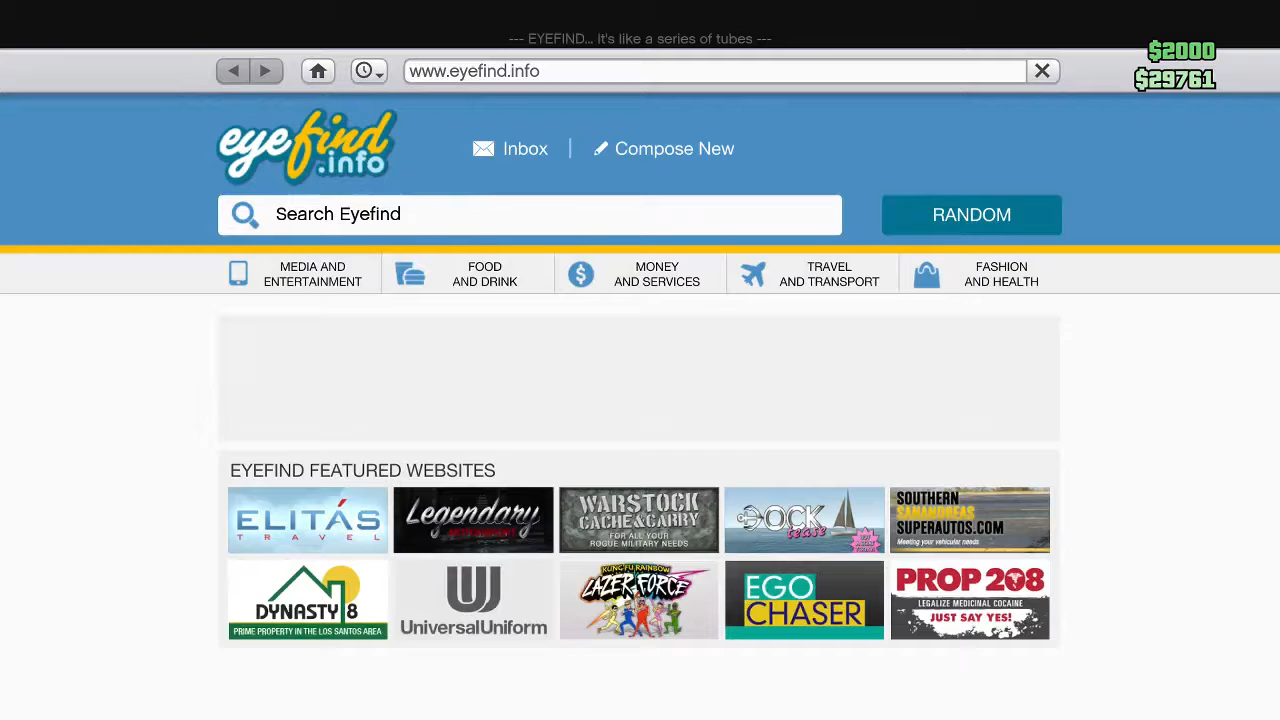 --- EYEFIND... It's like a series of tubes ---
$2000
www.eyefind.info
$29761
eyefind
.info
Inbox
Compose New
Search Eyefind
RANDOM
MEDIA AND
ENTERTAINMENT
FOOD
AND DRINK
MONEY
AND SERVICES
TRAVEL
AND TRANSPORT
FASHION
AND HEALTH
EYEFIND FEATURED WEBSITES
ELITÁS
TRAVEL
Legendary
MOTORSPORT
WARSTOCK
CACHE&CARRY
FOR ALL YOUR
ROGUE MILITARY NEEDS
DOCK
tease
SOUTHERN
SANANDREAS
SUPERAUTOS.COM
Meeting your vehicular needs
DYNASTY 8
PRIME PROPERTY IN THE LOS SANTOS AREA
UniversalUniform
KUNG FU RAINBOW
LAZER FORCE
EGO
CHASER
PROP 208
LEGALIZE MEDICINAL COCAINE
JUST SAY YES!